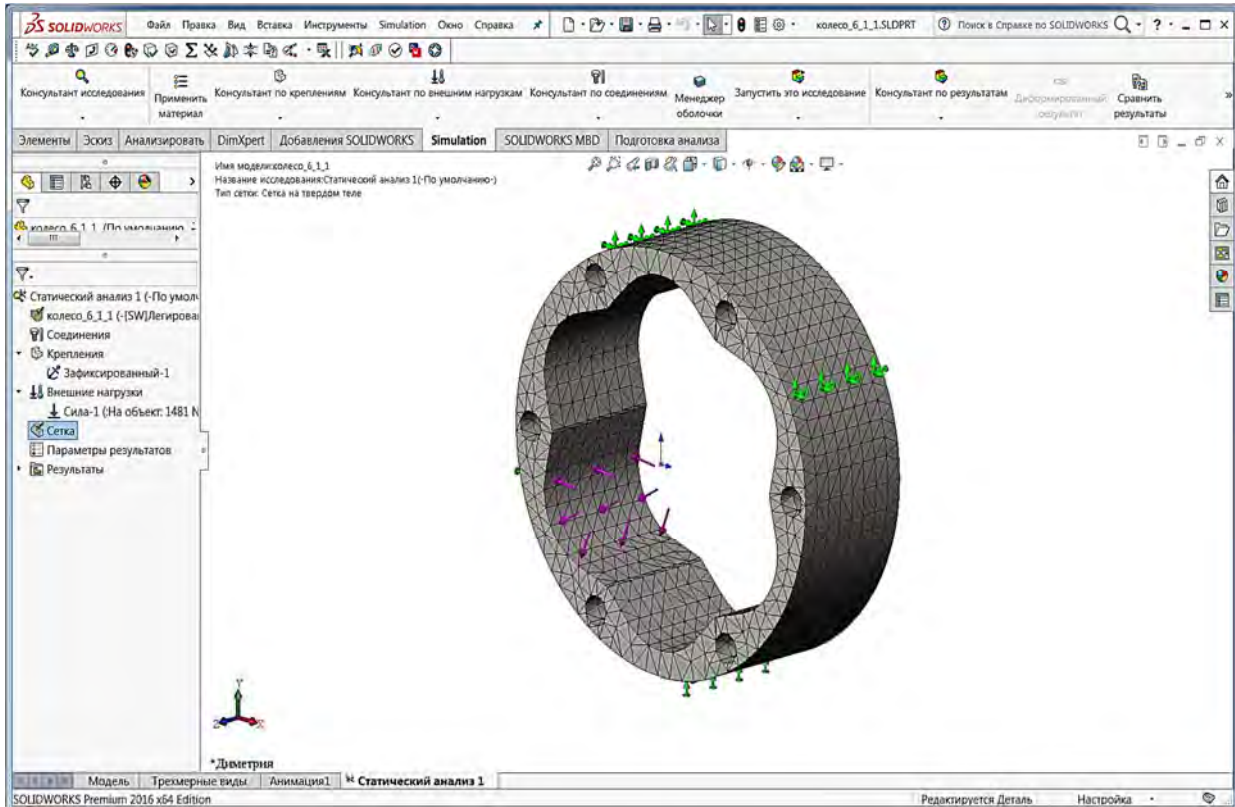 SOLIDWORKS Файл Правка Вид Вставка Инструменты Simulation Окно Справка колесо_6_1_1.SLDPRT Поиск в Справке по SOLIDWORKS ?
Консультант исследования Применить материал Консультант по креплениям Консультант по внешним нагрузкам Консультант по соединениям Менеджер оболочки Запустить это исследование Консультант по результатам Деформированный результат Сравнить результаты
Элементы Эскиз Анализировать DimXpert Добавления SOLIDWORKS Simulation SOLIDWORKS MBD Подготовка анализа
Имя модели:колесо_6_1_1
Название исследования:Статический анализ 1(-По умолчанию-)
Тип сетки: Сетка на твердом теле
колесо_6_1_1 (По умолчанию
Статический анализ 1 (-По умолч
колесо_6_1_1 (-[SW]Легирова
Соединения
Крепления
Зафиксированный-1
Внешние нагрузки
Сила-1 (:На объект: 1481 N
Сетка
Параметры результатов
Результаты
Y
Z X
*Диметрия
Модель Трехмерные виды Анимация1 Статический анализ 1
SOLIDWORKS Premium 2016 x64 Edition Редактируется Деталь Настройка